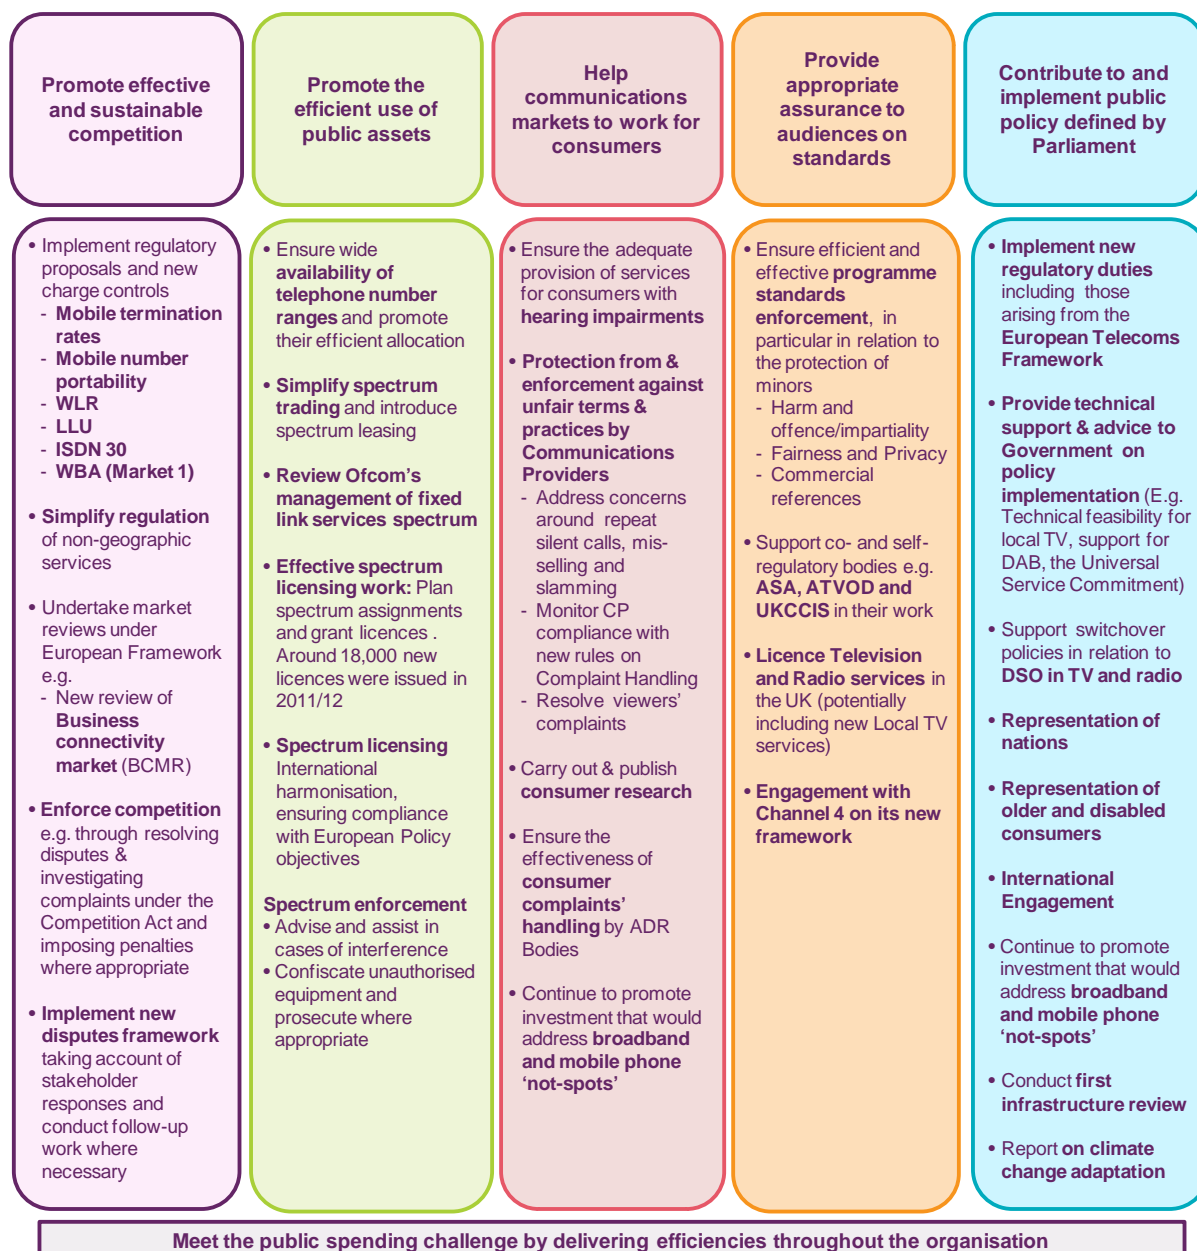 Promote effective
and sustainable
competition
Promote the
efficient use of
public assets
Help
communications
markets to work for
consumers
Provide
appropriate
assurance to
audiences on
standards
Contribute to and
implement public
policy defined by
Parliament
• Implement regulatory
proposals and new
charge controls
- Mobile termination
rates
- Mobile number
portability
- WLR
- LLU
- ISDN 30
- WBA (Market 1)
• Simplify regulation
of non-geographic
services
• Undertake market
reviews under
European Framework
e.g.
- New review of
Business
connectivity
market (BCMR)
• Enforce competition
e.g. through resolving
disputes &
investigating
complaints under the
Competition Act and
imposing penalties
where appropriate
• Implement new
disputes framework
taking account of
stakeholder
responses and
conduct follow-up
work where
necessary
• Ensure wide
availability of
telephone number
ranges and promote
their efficient allocation
• Simplify spectrum
trading and introduce
spectrum leasing
• Review Ofcom's
management of fixed
link services spectrum
• Effective spectrum
licensing work: Plan
spectrum assignments
and grant licences .
Around 18,000 new
licences were issued in
2011/12
• Spectrum licensing
International
harmonisation,
ensuring compliance
with European Policy
objectives
Spectrum enforcement
• Advise and assist in
cases of interference
• Confiscate unauthorised
equipment and
prosecute where
appropriate
• Ensure the adequate
provision of services
for consumers with
hearing impairments
• Protection from &
enforcement against
unfair terms &
practices by
Communications
Providers
- Address concerns
around repeat
silent calls, mis-
selling and
slamming
- Monitor CP
compliance with
new rules on
Complaint Handling
- Resolve viewers'
complaints
• Carry out & publish
consumer research
• Ensure the
effectiveness of
consumer
complaints'
handling by ADR
Bodies
• Continue to promote
investment that would
address broadband
and mobile phone
'not-spots'
• Ensure efficient and
effective programme
standards
enforcement, in
particular in relation to
the protection of
minors
- Harm and
offence/impartiality
- Fairness and Privacy
- Commercial
references
• Support co- and self-
regulatory bodies e.g.
ASA, ATVOD and
UKCCIS in their work
• Licence Television
and Radio services in
the UK (potentially
including new Local TV
services)
• Engagement with
Channel 4 on its new
framework
• Implement new
regulatory duties
including those
arising from the
European Telecoms
Framework
• Provide technical
support & advice to
Government on
policy
implementation (E.g.
Technical feasibility for
local TV, support for
DAB, the Universal
Service Commitment)
• Support switchover
policies in relation to
DSO in TV and radio
• Representation of
nations
• Representation of
older and disabled
consumers
• International
Engagement
• Continue to promote
investment that would
address broadband
and mobile phone
'not-spots'
• Conduct first
infrastructure review
• Report on climate
change adaptation
Meet the public spending challenge by delivering efficiencies throughout the organisation